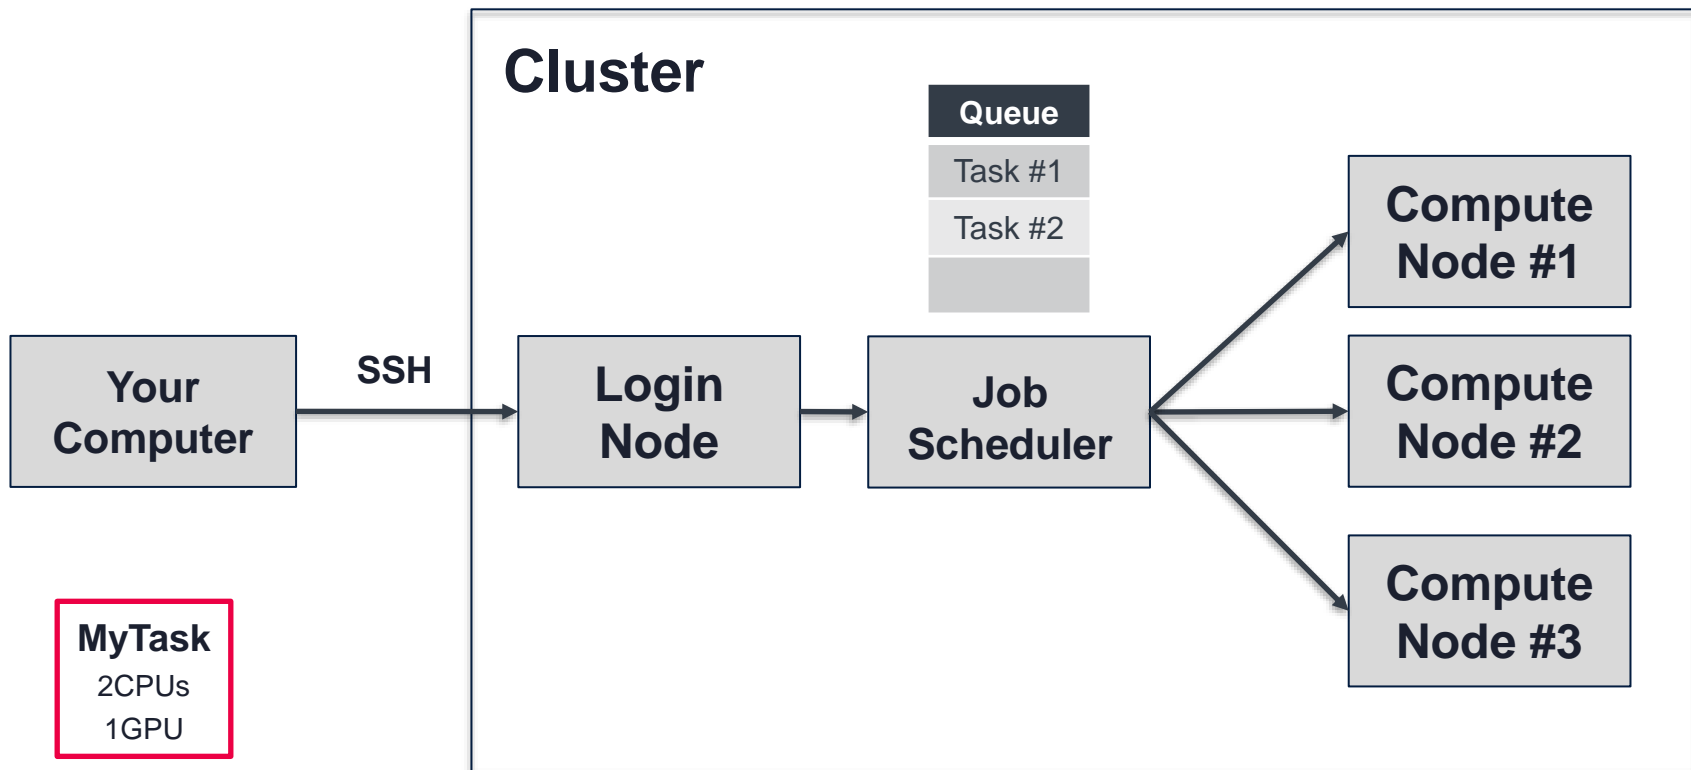 Cluster
Queue
Task #1
Task #2
Your
Computer
SSH
Login
Node
Job
Scheduler
Compute
Node #1
Compute
Node #2
Compute
Node #3
MyTask
2CPUs
1GPU